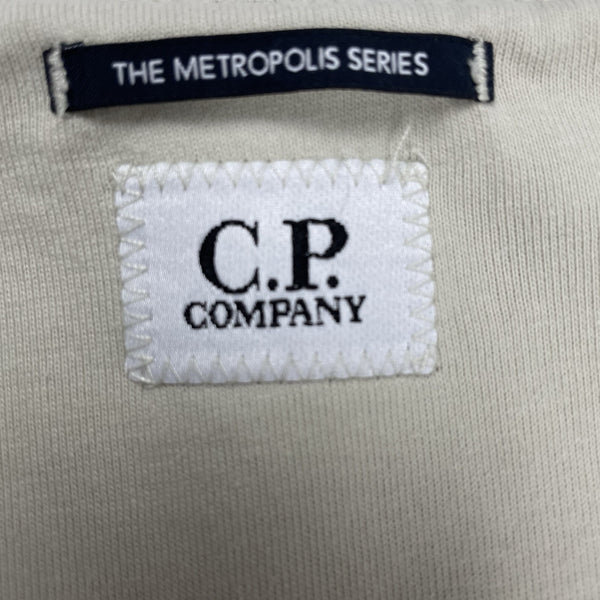 THE METROPOLIS SERIES
C.P.
COMPANY